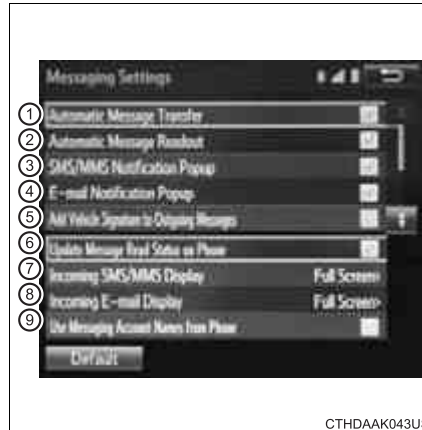 Messaging Settings
1 Automatic Message Transfer
2 Automatic Message Readout
3 SMS/MMS Notification Popup
4 E-mail Notification Popup
5 Add Vehicle Signature to Outgoing Messages
6 Update Message Read Status on Phone
7 Incoming SMS/MMS Display Full Screen>
8 Incoming E-mail Display Full Screen>
9 Use Messaging Account Names from Phone
Default
CTHDAAK043U